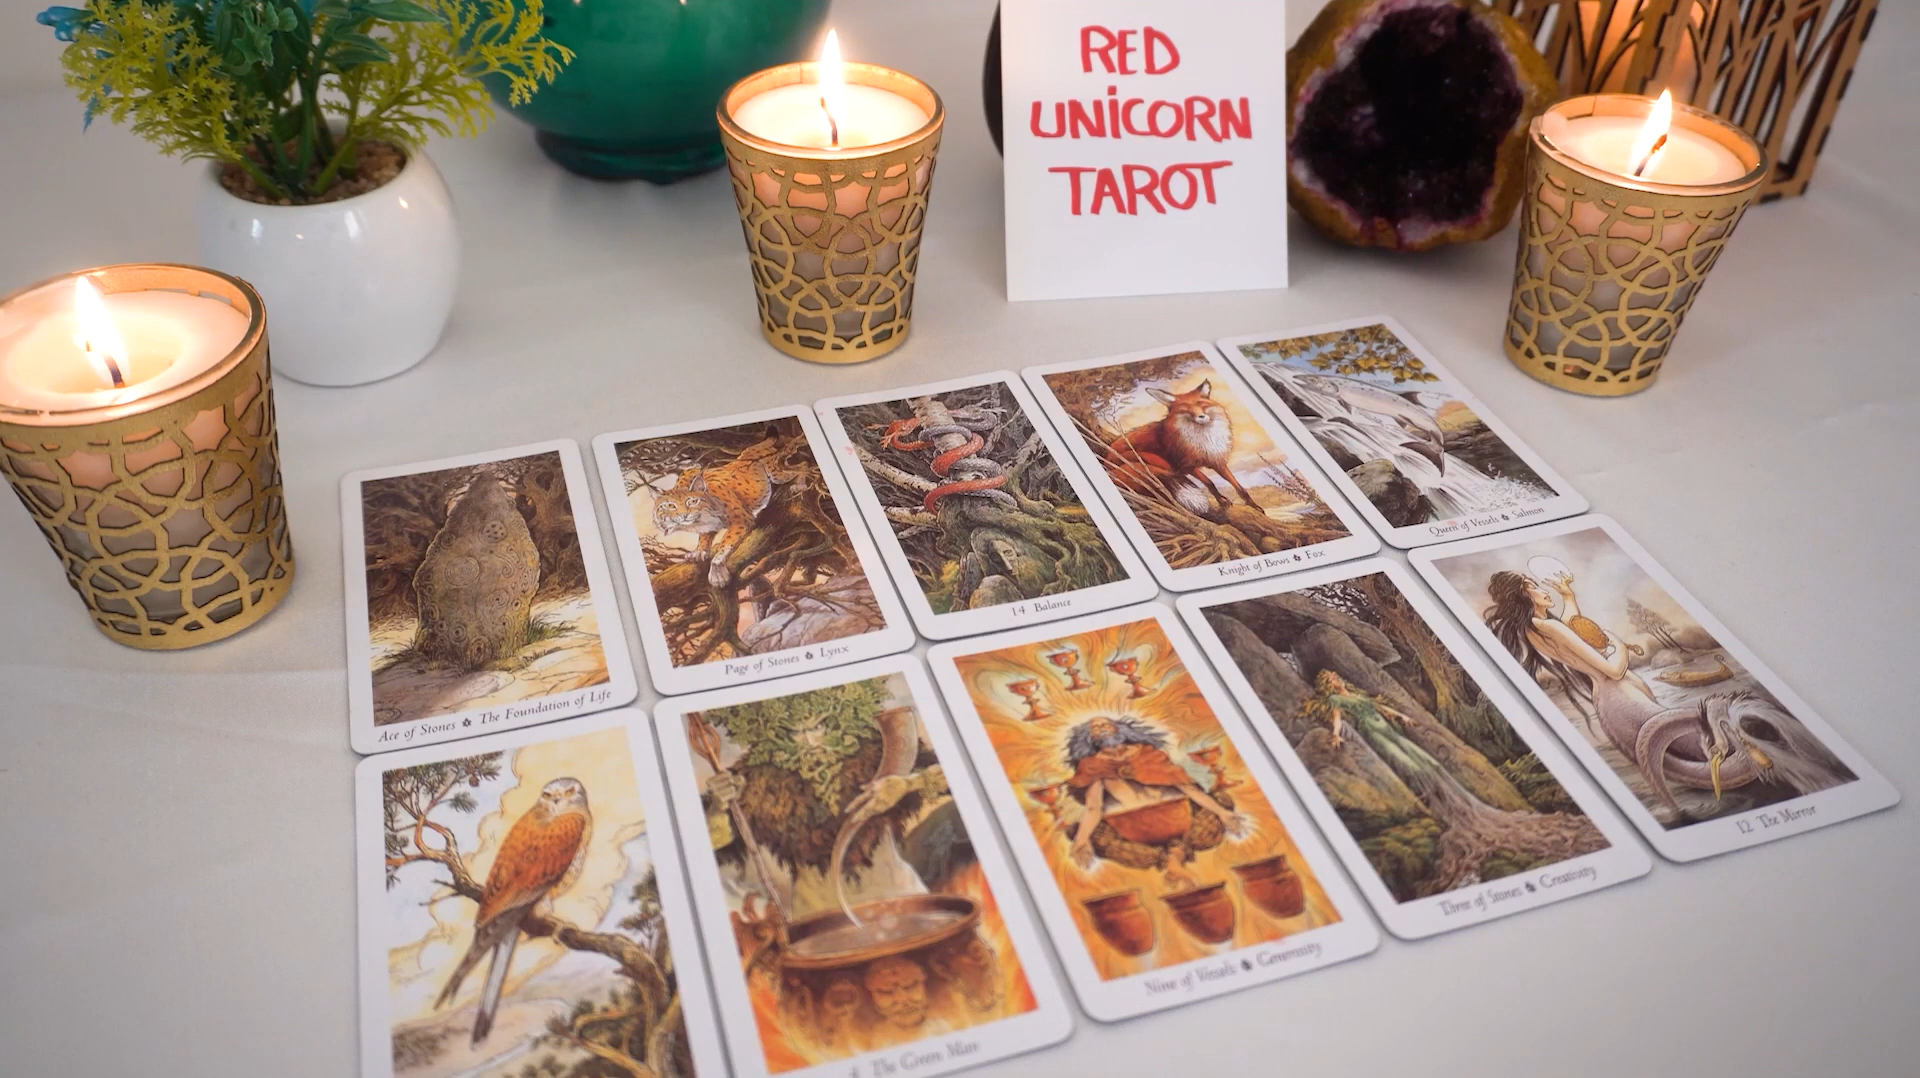 RED
UNICORN
TAROT
Ace of Stones The Foundation of Life
Page of Stones Lynx
14 Balance
Knight of Bows Fox
Queen of Vessels Salmon
The Green Man
Nine of Vessels Generosity
Three of Stones Creativity
12 The Mirror